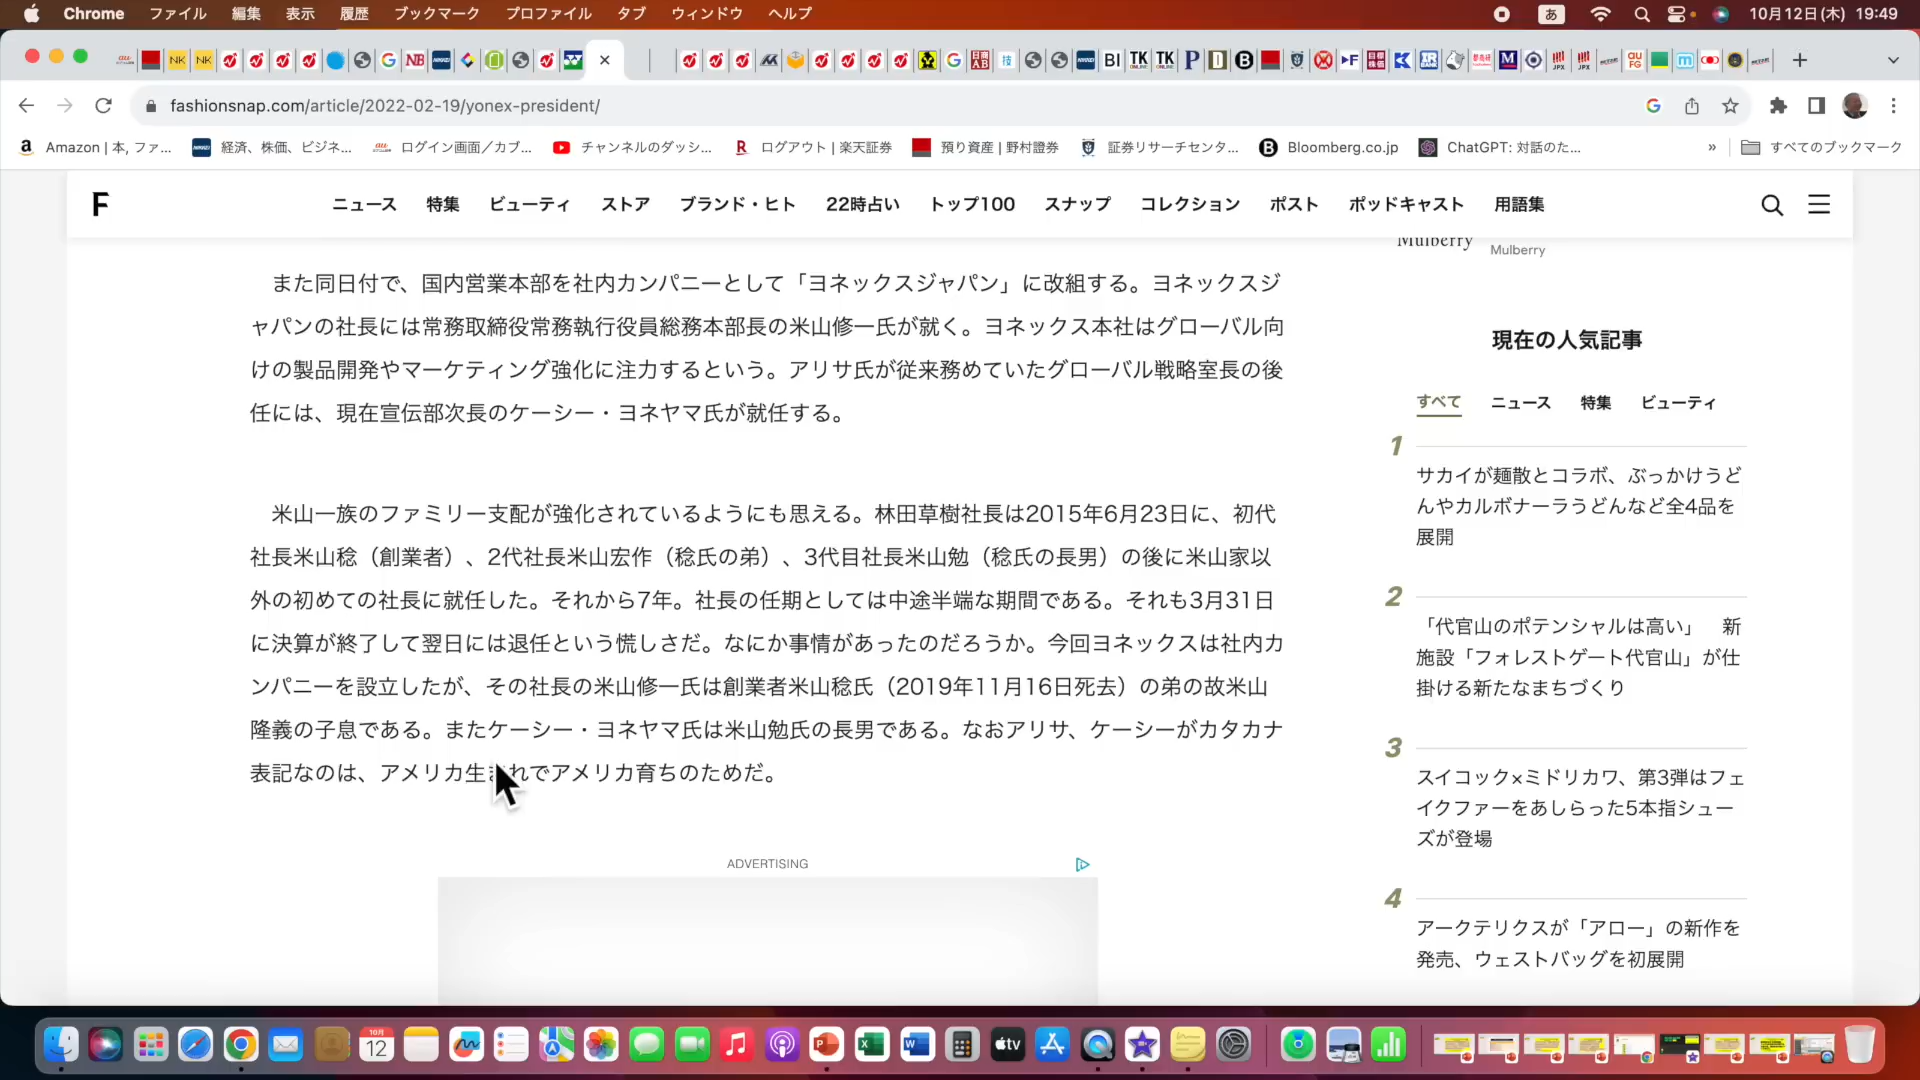 Chrome ファイル 編集 表示 履歴 ブックマーク プロファイル タブ ウィンドウ ヘルプ
あ 10月12日(木) 19:49
fashionsnap.com/article/2022-02-19/yonex-president/
Amazon | 本, ファ... 経済、株価、ビジネ... ログイン画面／カブ... チャンネルのダッシ... ログアウト | 楽天証券 預り資産 | 野村證券 証券リサーチセンタ... Bloomberg.co.jp ChatGPT: 対話のた... » すべてのブックマーク
F ニュース 特集 ビューティ ストア ブランド・ヒト 22時占い トップ100 スナップ コレクション ポスト ポッドキャスト 用語集
Mulberry
Mulberry
また同日付で、国内営業本部を社内カンパニーとして「ヨネックスジャパン」に改組する。ヨネックスジ
ャパンの社長には常務取締役常務執行役員総務本部長の米山修一氏が就く。ヨネックス本社はグローバル向
けの製品開発やマーケティング強化に注力するという。アリサ氏が従来務めていたグローバル戦略室長の後
任には、現在宣伝部次長のケーシー・ヨネヤマ氏が就任する。
米山一族のファミリー支配が強化されているようにも思える。林田草樹社長は2015年6月23日に、初代
社長米山稔（創業者）、2代社長米山宏作（稔氏の弟）、3代目社長米山勉（稔氏の長男）の後に米山家以
外の初めての社長に就任した。それから7年。社長の任期としては中途半端な期間である。それも3月31日
に決算が終了して翌日には退任という慌しさだ。なにか事情があったのだろうか。今回ヨネックスは社内カ
ンパニーを設立したが、その社長の米山修一氏は創業者米山稔氏（2019年11月16日死去）の弟の故米山
隆義の子息である。またケーシー・ヨネヤマ氏は米山勉氏の長男である。なおアリサ、ケーシーがカタカナ
表記なのは、アメリカ生まれでアメリカ育ちのためだ。
ADVERTISING
現在の人気記事
すべて ニュース 特集 ビューティ
1
サカイが麺散とコラボ、ぶっかけうど
んやカルボナーラうどんなど全4品を
展開
2
「代官山のポテンシャルは高い」 新
施設「フォレストゲート代官山」が仕
掛ける新たなまちづくり
3
スイコック×ミドリカワ、第3弾はフェ
イクファーをあしらった5本指シュー
ズが登場
4
アークテリクスが「アロー」の新作を
発売、ウェストバッグを初展開
10月
12
tv